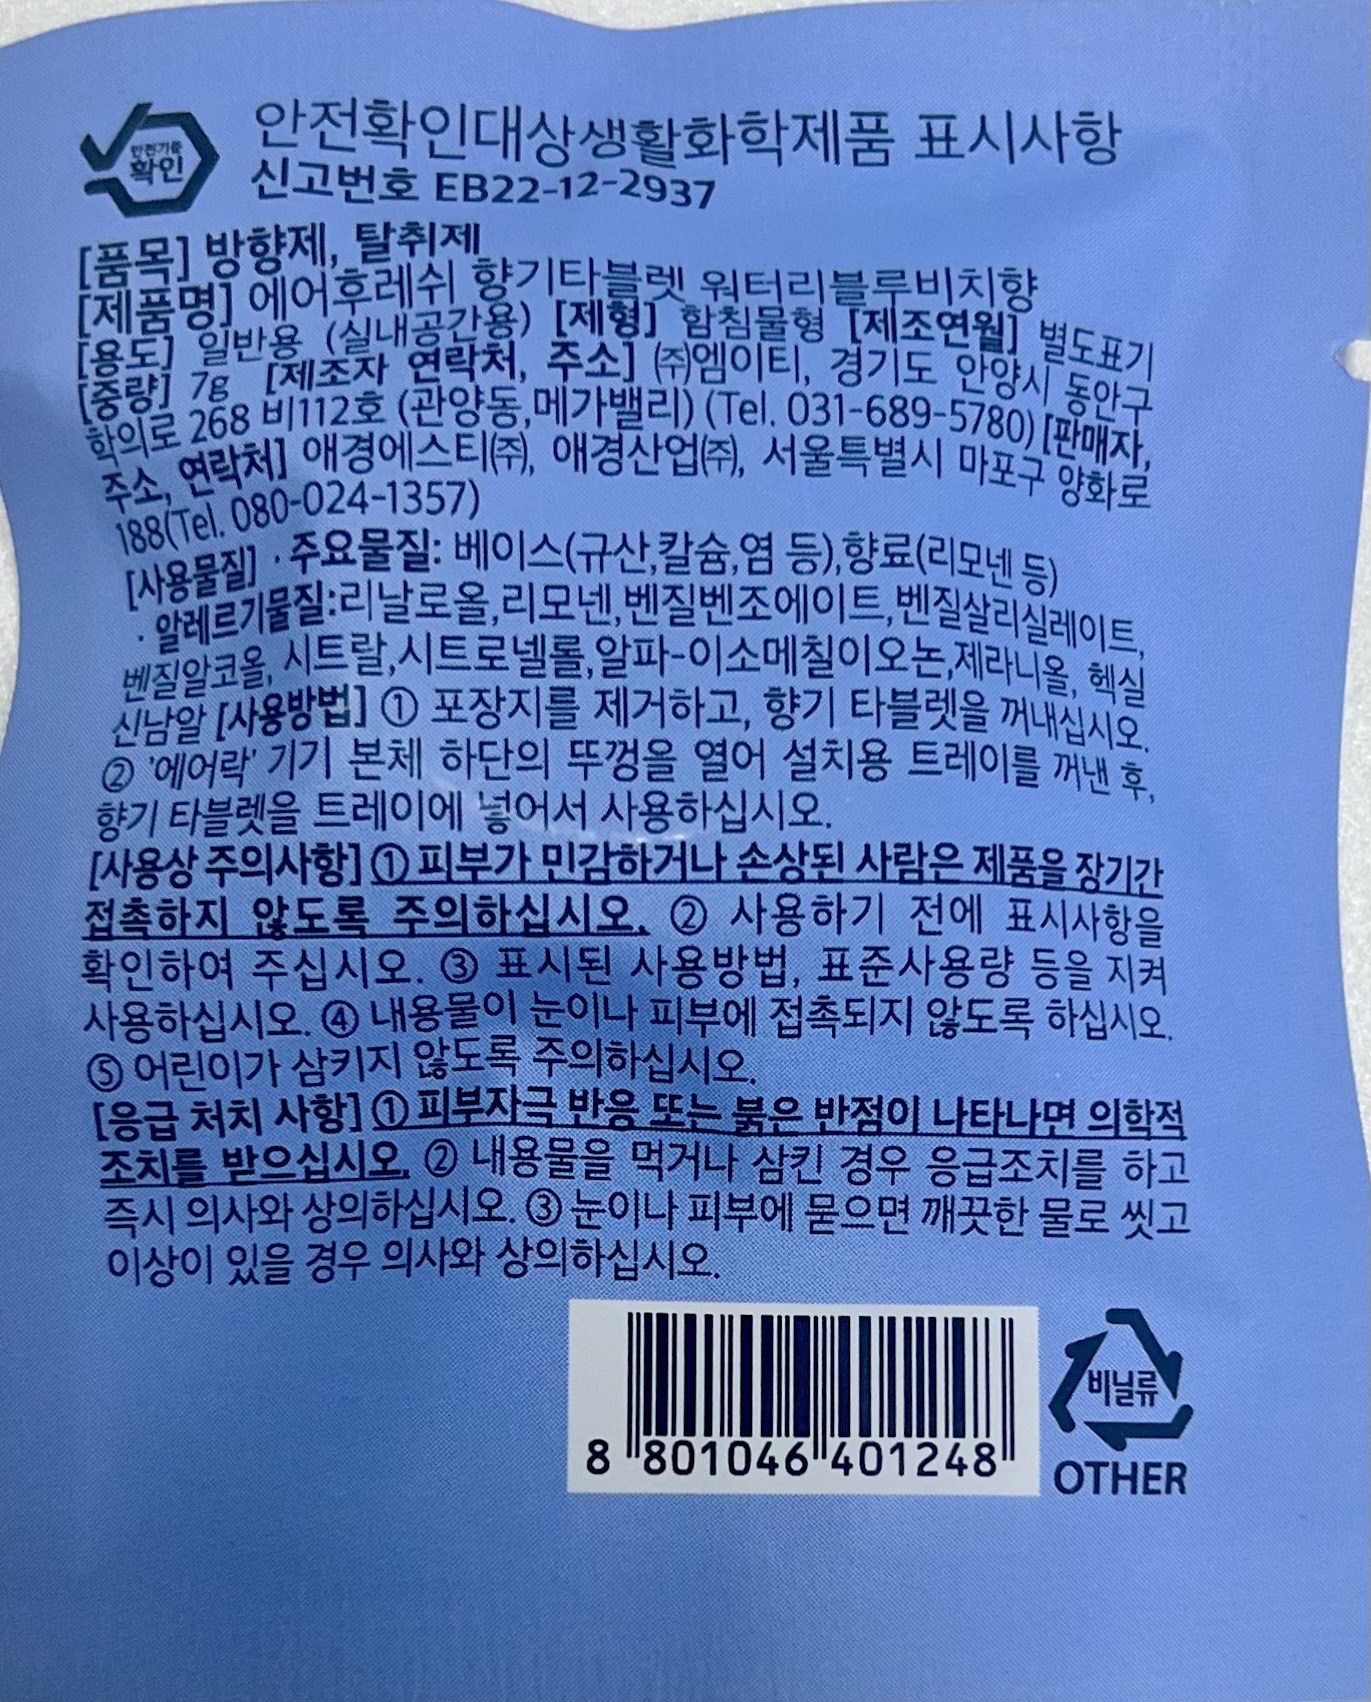 안전기준
확인
안전확인대상생활화학제품 표시사항
신고번호 EB22-12-2937
[품목] 방향제, 탈취제
[제품명] 에어후레쉬 향기타블렛 워터리블루비치향
[용도] 일반용 (실내공간용) [제형] 함침물형 [제조연월] 별도표기
[중량] 7g [제조자 연락처, 주소] ㈜엠이티, 경기도 안양시 동안구
학의로 268 비112호 (관양동,메가밸리) (Tel. 031-689-5780) [판매자,
주소, 연락처] 애경에스티㈜, 애경산업㈜, 서울특별시 마포구 양화로
188(Tel. 080-024-1357)
[사용물질] · 주요물질: 베이스(규산,칼슘,염 등),향료(리모넨 등)
· 알레르기물질:리날로올,리모넨,벤질벤조에이트,벤질살리실레이트,
벤질알코올, 시트랄,시트로넬롤,알파-이소메칠이오논,제라니올, 헥실
신남알 [사용방법] ① 포장지를 제거하고, 향기 타블렛을 꺼내십시오.
② '에어락' 기기 본체 하단의 뚜껑을 열어 설치용 트레이를 꺼낸 후,
향기 타블렛을 트레이에 넣어서 사용하십시오.
[사용상 주의사항] ① 피부가 민감하거나 손상된 사람은 제품을 장기간
접촉하지 않도록 주의하십시오. ② 사용하기 전에 표시사항을
확인하여 주십시오. ③ 표시된 사용방법, 표준사용량 등을 지켜
사용하십시오. ④ 내용물이 눈이나 피부에 접촉되지 않도록 하십시오.
⑤ 어린이가 삼키지 않도록 주의하십시오.
[응급 처치 사항] ① 피부자극 반응 또는 붉은 반점이 나타나면 의학적
조치를 받으십시오. ② 내용물을 먹거나 삼킨 경우 응급조치를 하고
즉시 의사와 상의하십시오. ③ 눈이나 피부에 묻으면 깨끗한 물로 씻고
이상이 있을 경우 의사와 상의하십시오.
8 801046 401248
비닐류
OTHER